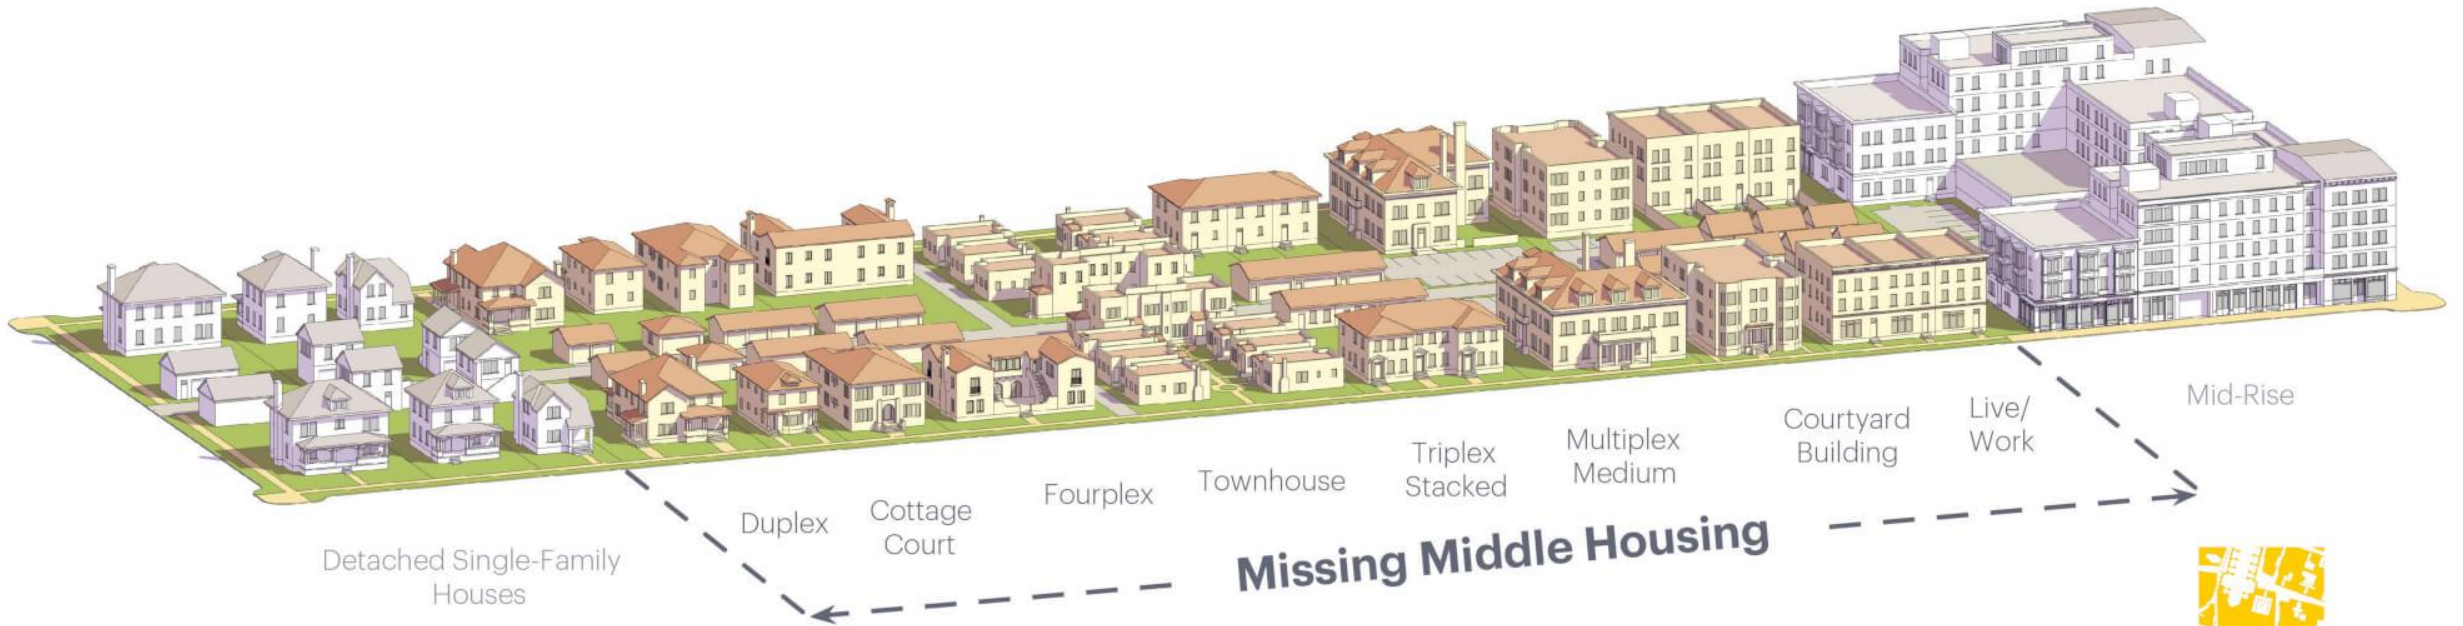 Detached Single-Family
Houses
Duplex
Cottage
Court
Fourplex
Townhouse
Triplex
Stacked
Multiplex
Medium
Courtyard
Building
Live/
Work
Mid-Rise
Missing Middle Housing